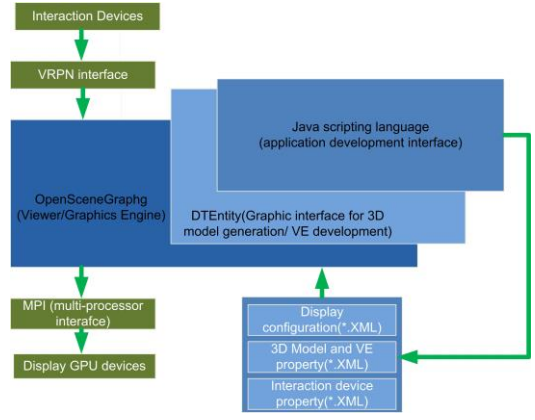 Interaction Devices
VRPN interface
Java scripting language
(application development interface)
OpenSceneGraphg
(Viewer/Graphics Engine)
DTEntity(Graphic interface for 3D
model generation/ VE development)
MPI (multi-processor
interafce)
Display GPU devices
Display
configuration(*.XML)
3D Model and VE
property(*.XML)
Interaction device
property(*.XML)